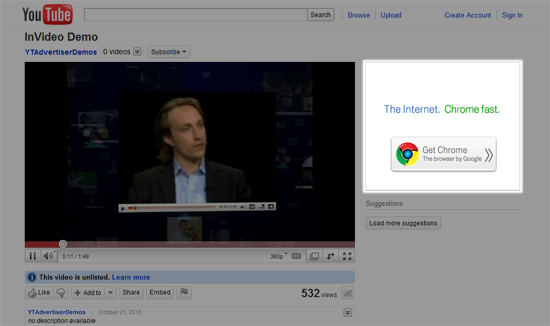 YouTube
Search
Browse
Upload
Create Account
Sign In
InVideo Demo
YTAdvertiserDemos 0 videos Subscribe
The Internet. Chrome fast.
Get Chrome
The browser by Google
Suggestions
Load more suggestions
0:11 / 1:49
360p
This video is unlisted. Learn more
Like
+ Add to
Share
Embed
532 views
YTAdvertiserDemos | October 21, 2010
no description available